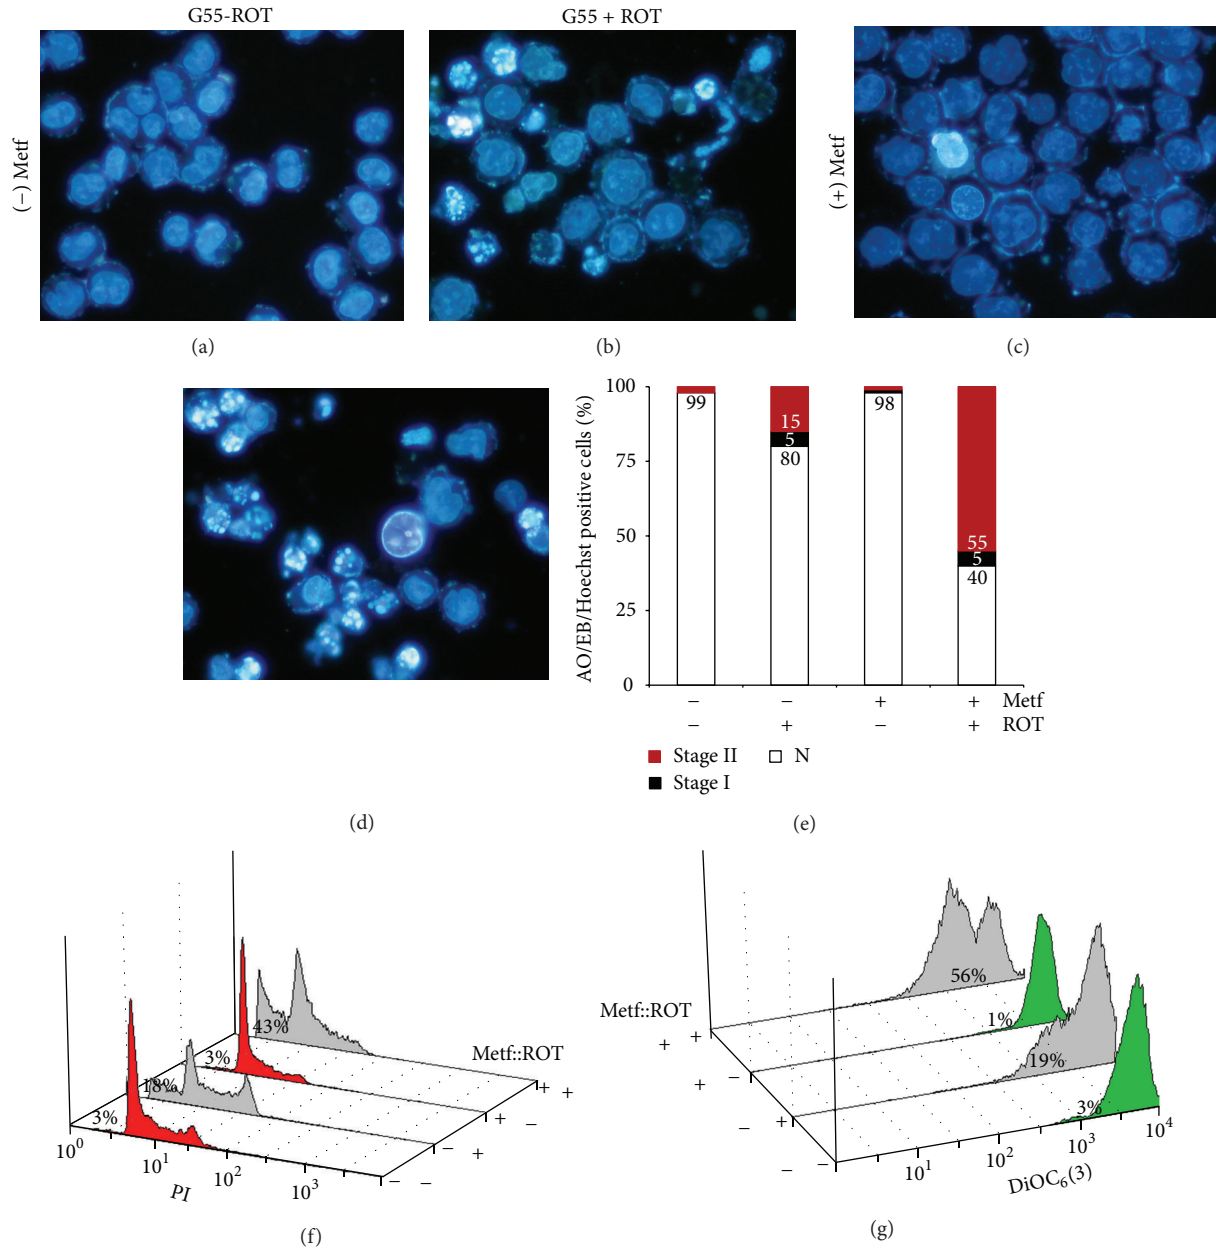 G55-ROT
G55 + ROT
(−) Metf
(+) Metf
(a)
(b)
(c)
(d)
AO/EB/Hoechst positive cells (%)
100
75
50
25
0
99
15
5
80
98
55
5
40
− − + + Metf
− + − + ROT
Stage II
N
Stage I
(e)
43%
3%
18%
3%
Metf::ROT
+ +
+ −
− +
− −
10⁰
10¹
10²
10³
PI
(f)
56%
1%
19%
3%
Metf::ROT
+ +
+ −
− +
− −
10¹
10²
10³
10⁴
DiOC₆(3)
(g)